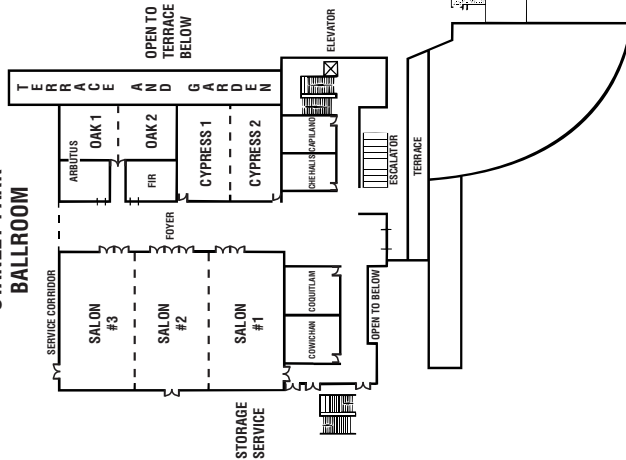 BALLROOM
OPEN TO
TERRACE
BELOW
TERRACE AND GARDEN
ELEVATOR
ARBUTUS
OAK 1
OAK 2
FIR
CYPRESS 1
CYPRESS 2
CAPILANO
CHEHALIS
ESCALATOR
TERRACE
FOYER
SERVICE CORRIDOR
SALON
#3
SALON
#2
SALON
#1
COQUITLAM
COWICHAN
OPEN TO BELOW
STORAGE
SERVICE